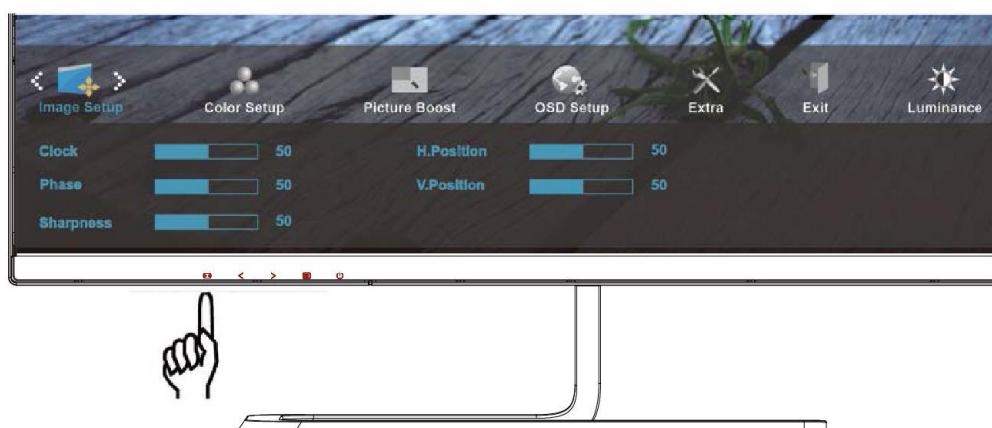 Image Setup Color Setup Picture Boost OSD Setup Extra Exit Luminance
Clock 50 H.Position 50
Phase 50 V.Position 50
Sharpness 50